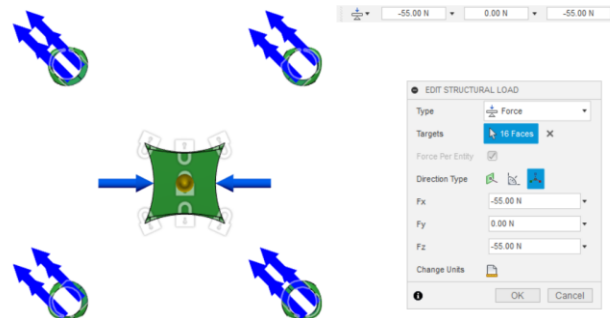 -55.00 N 0.00 N -55.00 N
EDIT STRUCTURAL LOAD
Type Force
Targets 16 Faces
Force Per Entity
Direction Type
Fx -55.00 N
Fy 0.00 N
Fz -55.00 N
Change Units
OK Cancel